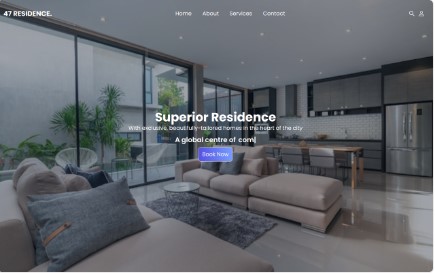 47 RESIDENCE.
Home About Services Contact
Superior Residence
With exclusive, beautifully-tailored homes in this heart of the city
A global centre of com|
Book Now